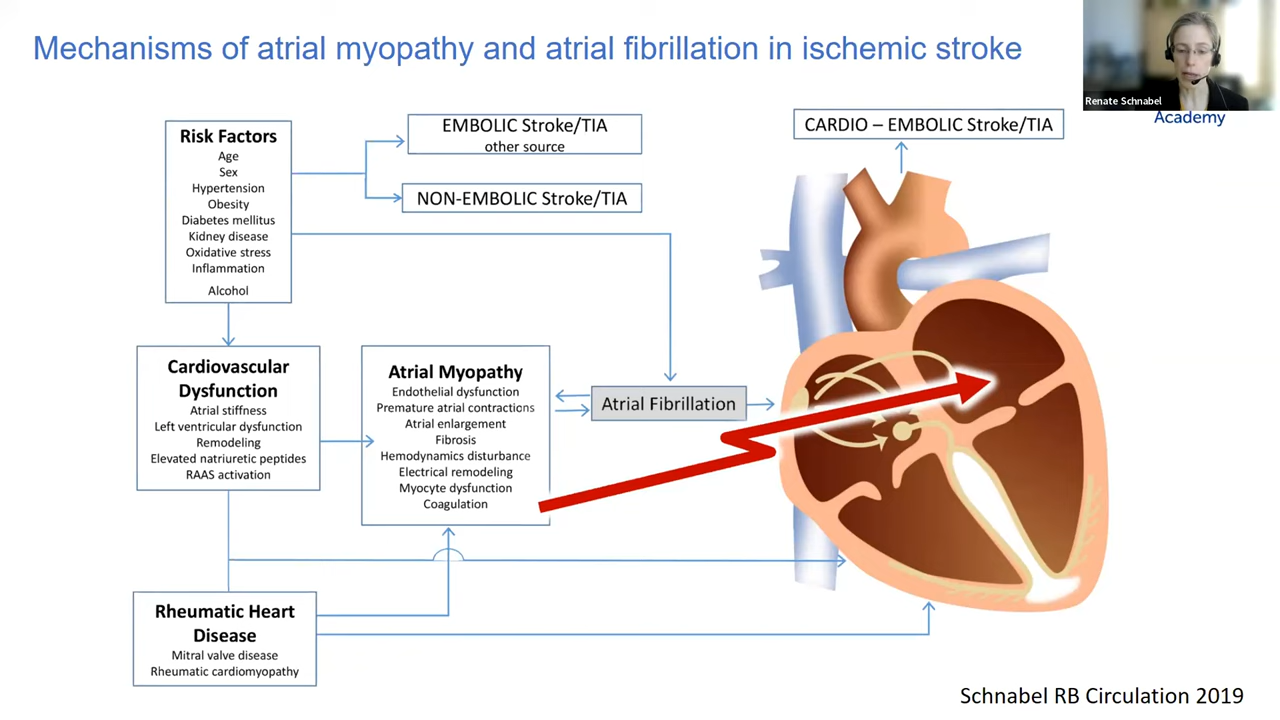 Mechanisms of atrial myopathy and atrial fibrillation in ischemic stroke
Renate Schnabel
Academy
Risk Factors
Age
Sex
Hypertension
Obesity
Diabetes mellitus
Kidney disease
Oxidative stress
Inflammation
Alcohol
EMBOLIC Stroke/TIA
other source
NON-EMBOLIC Stroke/TIA
CARDIO – EMBOLIC Stroke/TIA
Cardiovascular
Dysfunction
Atrial stiffness
Left ventricular dysfunction
Remodeling
Elevated natriuretic peptides
RAAS activation
Atrial Myopathy
Endothelial dysfunction
Premature atrial contractions
Atrial enlargement
Fibrosis
Hemodynamics disturbance
Electrical remodeling
Myocyte dysfunction
Coagulation
Atrial Fibrillation
Rheumatic Heart
Disease
Mitral valve disease
Rheumatic cardiomyopathy
Schnabel RB Circulation 2019